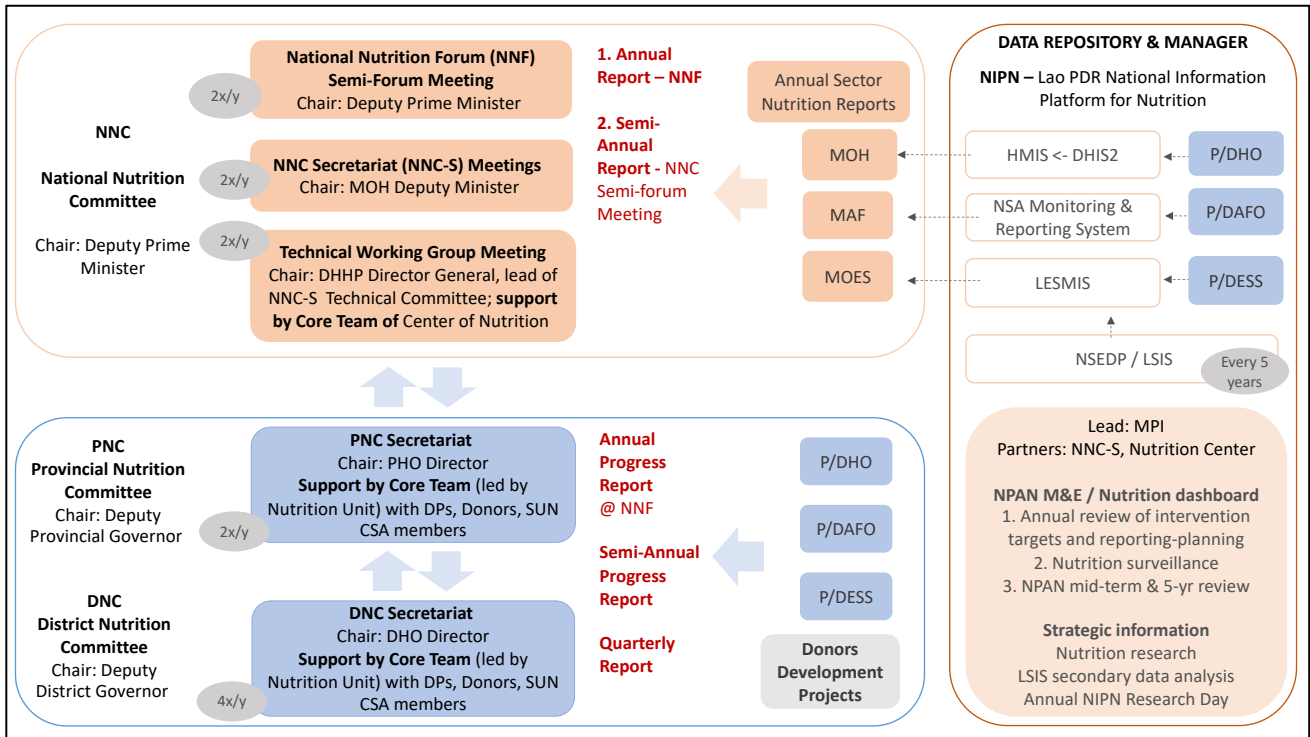 National Nutrition Forum (NNF)
Semi-Forum Meeting
Chair: Deputy Prime Minister
2x/y
NNC
National Nutrition
Committee
Chair: Deputy Prime
Minister
NNC Secretariat (NNC-S) Meetings
Chair: MOH Deputy Minister
2x/y
2x/y
Technical Working Group Meeting
Chair: DHHP Director General, lead of
NNC-S Technical Committee; support
by Core Team of Center of Nutrition
1. Annual
Report – NNF
2. Semi-
Annual
Report - NNC
Semi-forum
Meeting
Annual Sector
Nutrition Reports
MOH
MAF
MOES
DATA REPOSITORY & MANAGER
NIPN – Lao PDR National Information
Platform for Nutrition
HMIS <- DHIS2
P/DHO
NSA Monitoring &
Reporting System
P/DAFO
LESMIS
P/DESS
NSEDP / LSIS
Every 5
years
PNC
Provincial Nutrition
Committee
Chair: Deputy
Provincial Governor
2x/y
PNC Secretariat
Chair: PHO Director
Support by Core Team (led by
Nutrition Unit) with DPs, Donors, SUN
CSA members
DNC
District Nutrition
Committee
Chair: Deputy
District Governor
4x/y
DNC Secretariat
Chair: DHO Director
Support by Core Team (led by
Nutrition Unit) with DPs, Donors, SUN
CSA members
Annual
Progress
Report
@ NNF
Semi-Annual
Progress
Report
Quarterly
Report
P/DHO
P/DAFO
P/DESS
Donors
Development
Projects
Lead: MPI
Partners: NNC-S, Nutrition Center
NPAN M&E / Nutrition dashboard
1. Annual review of intervention
targets and reporting-planning
2. Nutrition surveillance
3. NPAN mid-term & 5-yr review
Strategic information
Nutrition research
LSIS secondary data analysis
Annual NIPN Research Day